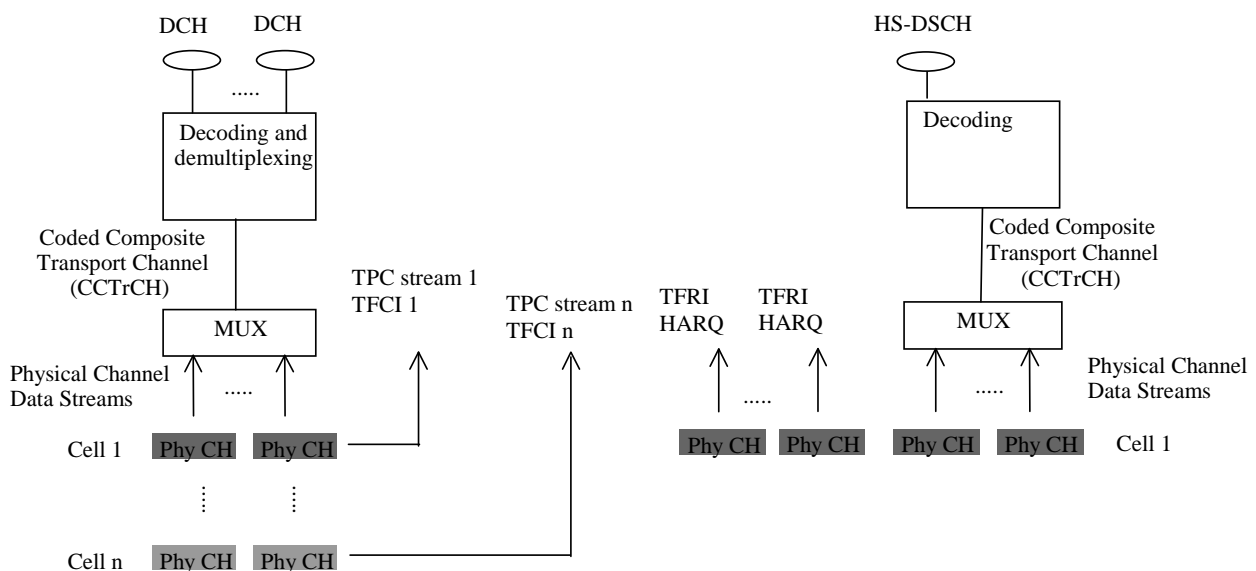 DCH DCH
.....
Decoding and
demultiplexing
Coded Composite
Transport Channel
(CCTrCH)
MUX
Physical Channel
Data Streams
.....
Cell 1 Phy CH Phy CH
Cell n Phy CH Phy CH
TPC stream 1
TFCI 1
TPC stream n
TFCI n
TFRI
HARQ
TFRI
HARQ
.....
Phy CH Phy CH
HS-DSCH
Decoding
Coded Composite
Transport Channel
(CCTrCH)
MUX
Physical Channel
Data Streams
.....
Phy CH Phy CH Cell 1